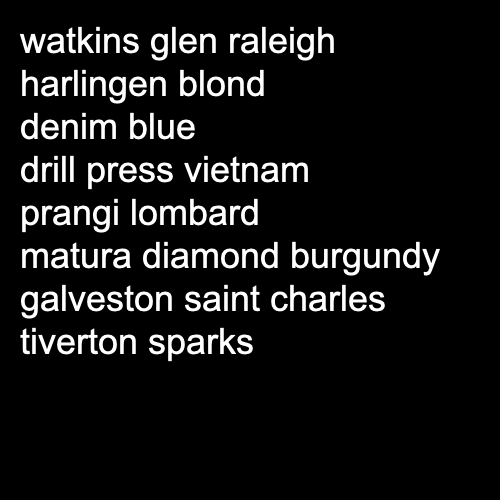 watkins glen raleigh
harlingen blond
denim blue
drill press vietnam
prangi lombard
matura diamond burgundy
galveston saint charles
tiverton sparks